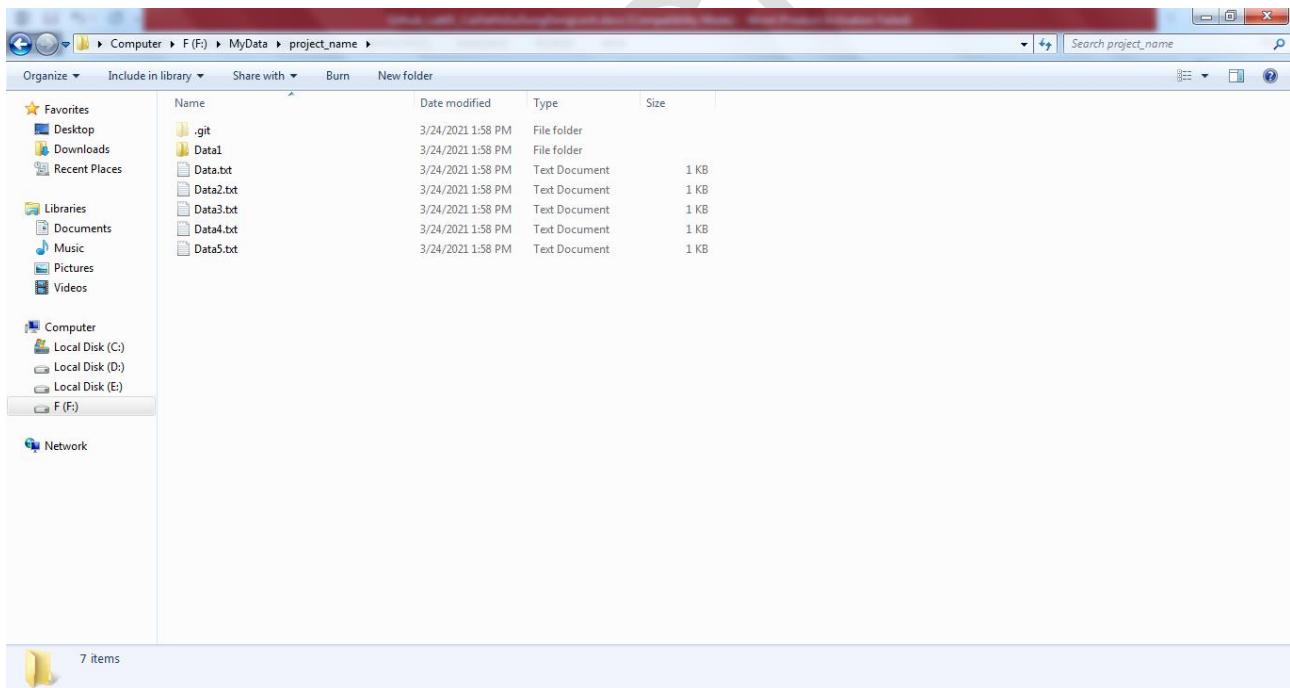 Computer F (F:) MyData project_name Search project_name
Organize Include in library Share with Burn New folder
Favorites
Desktop
Downloads
Recent Places
Libraries
Documents
Music
Pictures
Videos
Computer
Local Disk (C:)
Local Disk (D:)
Local Disk (E:)
F (F:)
Network
Name Date modified Type Size
.git 3/24/2021 1:58 PM File folder
Data1 3/24/2021 1:58 PM File folder
Data.txt 3/24/2021 1:58 PM Text Document 1 KB
Data2.txt 3/24/2021 1:58 PM Text Document 1 KB
Data3.txt 3/24/2021 1:58 PM Text Document 1 KB
Data4.txt 3/24/2021 1:58 PM Text Document 1 KB
Data5.txt 3/24/2021 1:58 PM Text Document 1 KB
7 items